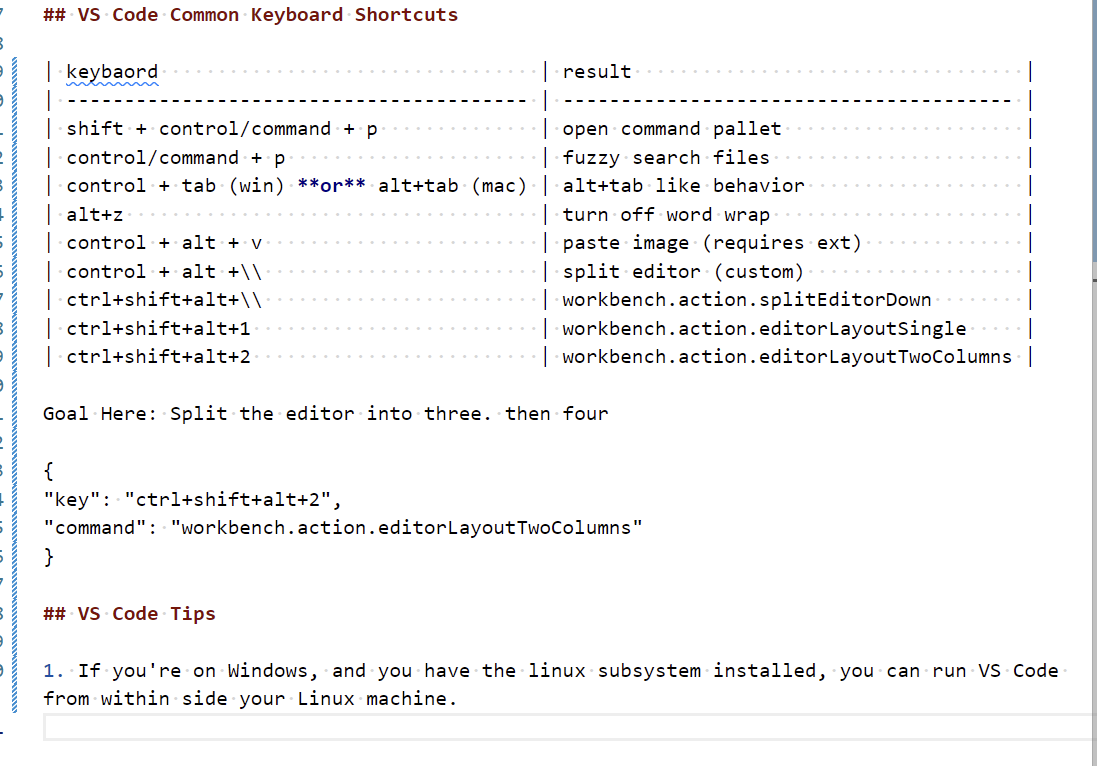 ## VS Code Common Keyboard Shortcuts
| keybaord | result |
| ---------------------------------------- | --------------------------------------- |
| shift + control/command + p | open command pallet |
| control/command + p | fuzzy search files |
| control + tab (win) **or** alt+tab (mac) | alt+tab like behavior |
| alt+z | turn off word wrap |
| control + alt + v | paste image (requires ext) |
| control + alt +\\ | split editor (custom) |
| ctrl+shift+alt+\\ | workbench.action.splitEditorDown |
| ctrl+shift+alt+1 | workbench.action.editorLayoutSingle |
| ctrl+shift+alt+2 | workbench.action.editorLayoutTwoColumns |
Goal Here: Split the editor into three. then four
{
"key": "ctrl+shift+alt+2",
"command": "workbench.action.editorLayoutTwoColumns"
}
## VS Code Tips
1. If you're on Windows, and you have the linux subsystem installed, you can run VS Code
from within side your Linux machine.